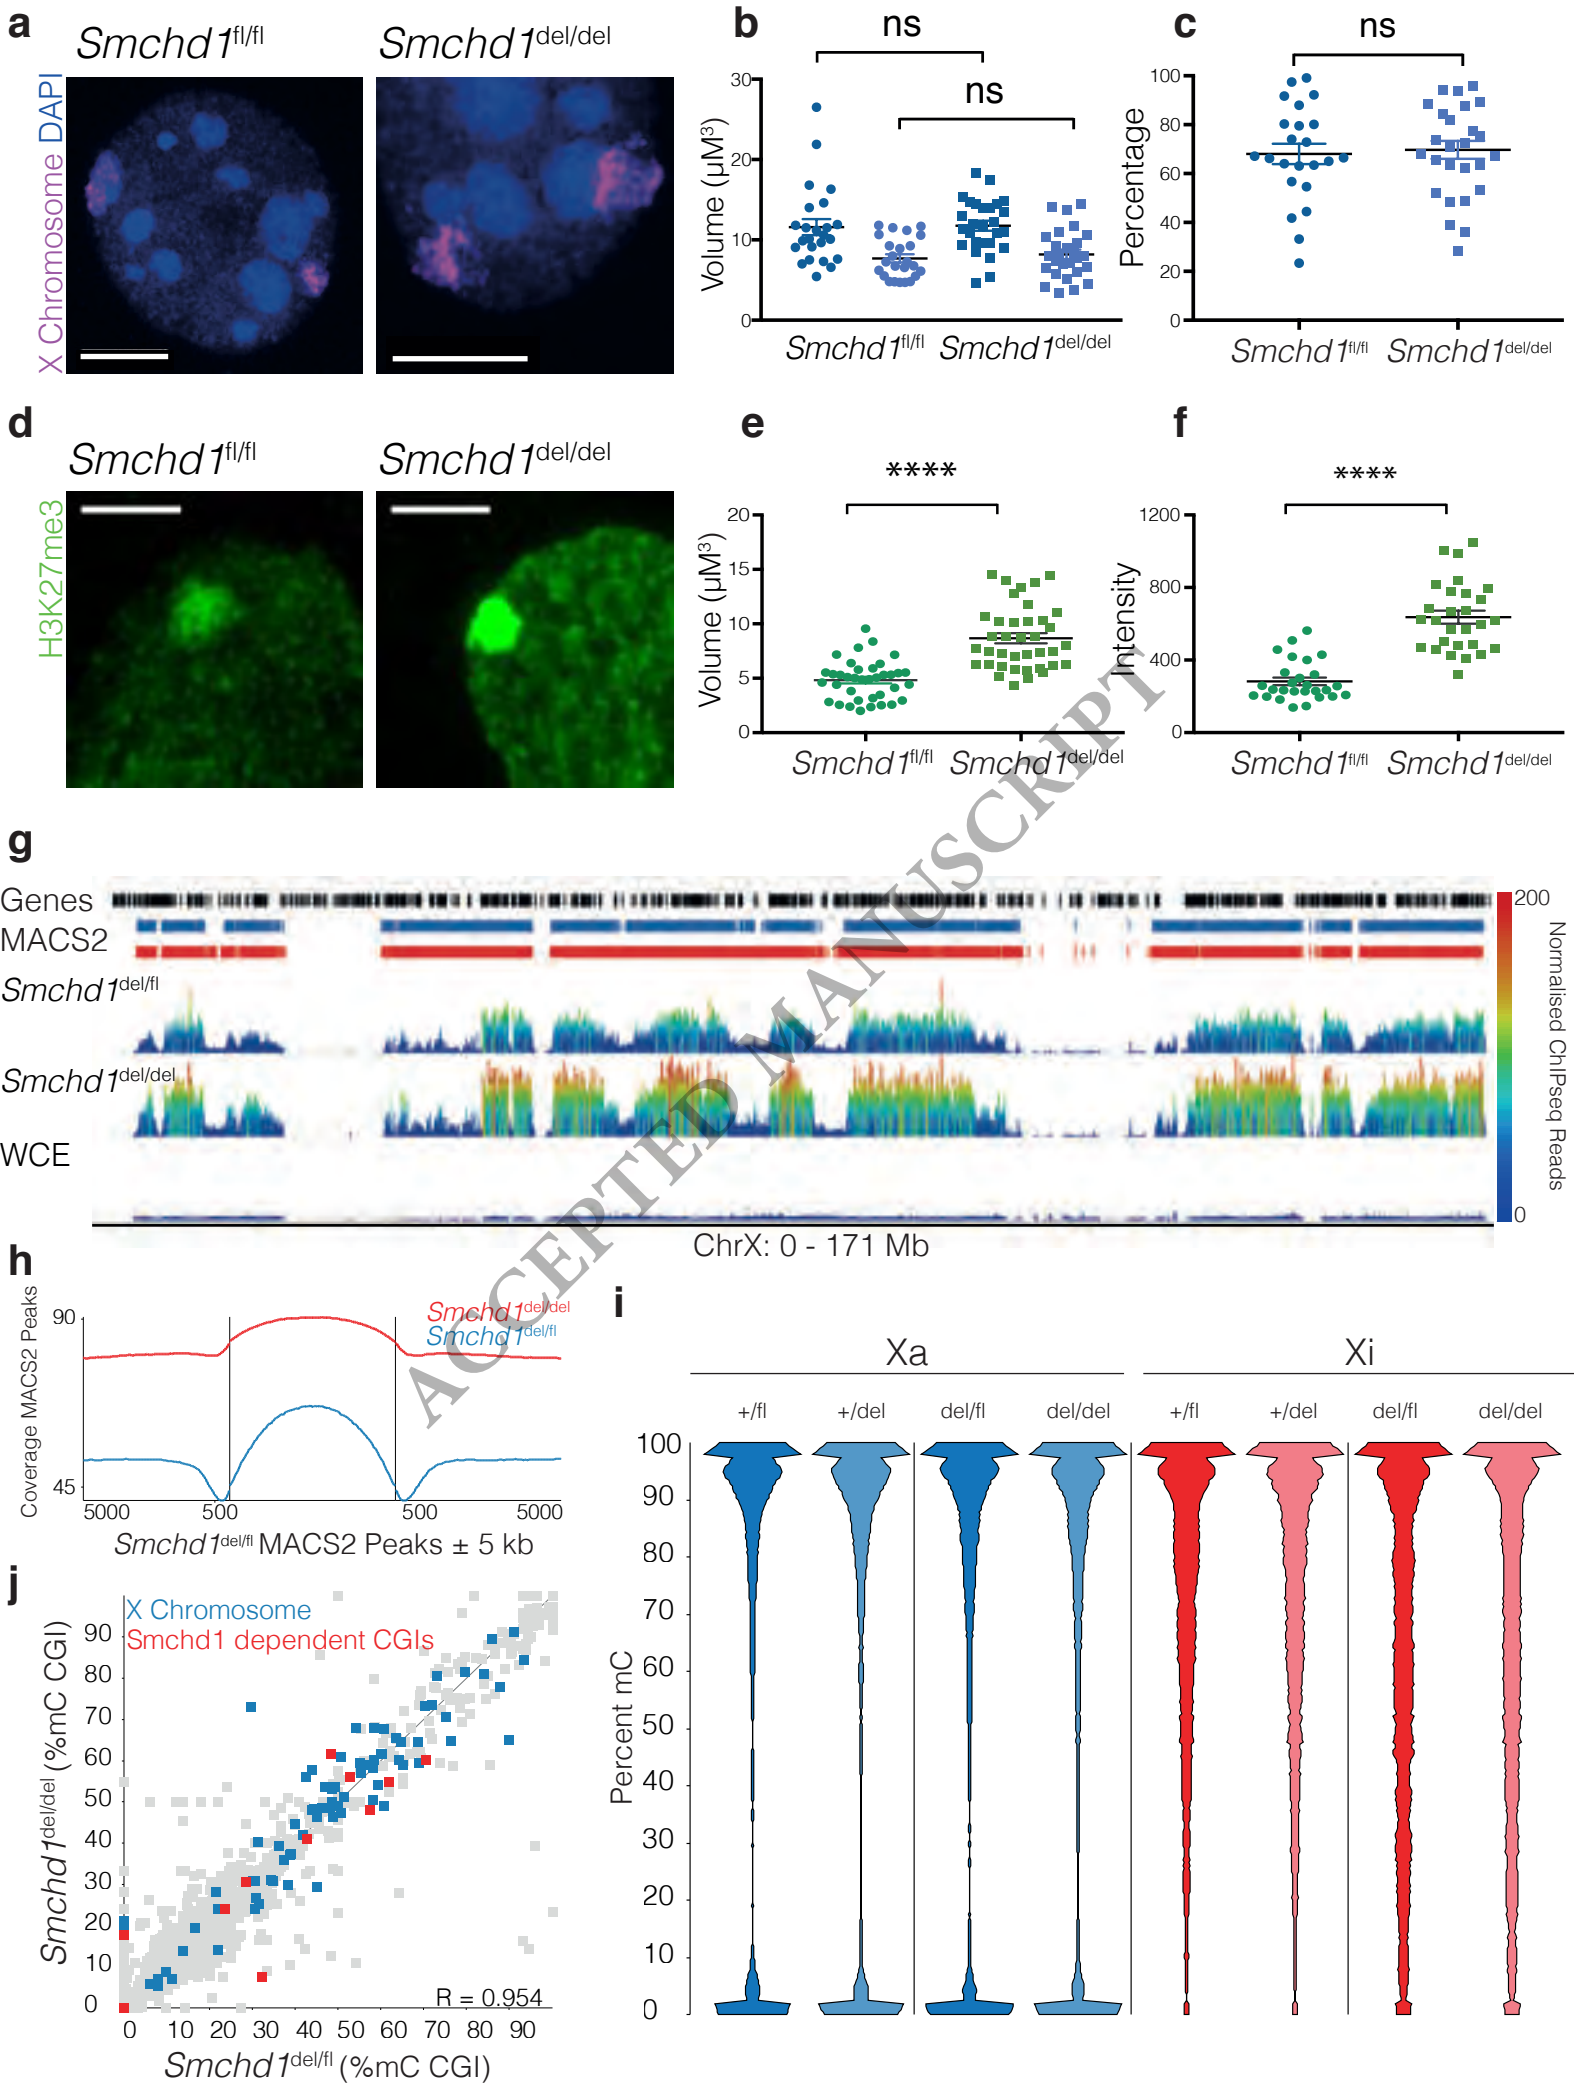 a
Smchd1fl/fl
Smchd1del/del
X Chromosome DAPI
b
ns
ns
Volume (µM3)
30
20
10
0
Smchd1fl/fl
Smchd1del/del
c
ns
Percentage
100
80
60
40
20
0
Smchd1fl/fl
Smchd1del/del
d
Smchd1fl/fl
Smchd1del/del
H3K27me3
e
****
Volume (µM3)
20
15
10
5
0
Smchd1fl/fl
Smchd1del/del
f
****
Intensity
1200
800
400
0
Smchd1fl/fl
Smchd1del/del
g
Genes
MACS2
Smchd1del/fl
Smchd1del/del
WCE
ChrX: 0 - 171 Mb
200
0
Normalised ChIPseq Reads
h
Coverage MACS2 Peaks
90
45
Smchd1del/del
Smchd1del/fl
5000 500 500 5000
Smchd1del/fl MACS2 Peaks ± 5 kb
i
Xa Xi
+/fl +/del del/fl del/del +/fl +/del del/fl del/del
Percent mC
100
90
80
70
60
50
40
30
20
10
0
j
X Chromosome
Smchd1 dependent CGIs
Smchd1del/del (%mC CGI)
90
80
70
60
50
40
30
20
10
0
R = 0.954
0 10 20 30 40 50 60 70 80 90
Smchd1del/fl (%mC CGI)
ACCEPTED MANUSCRIPT